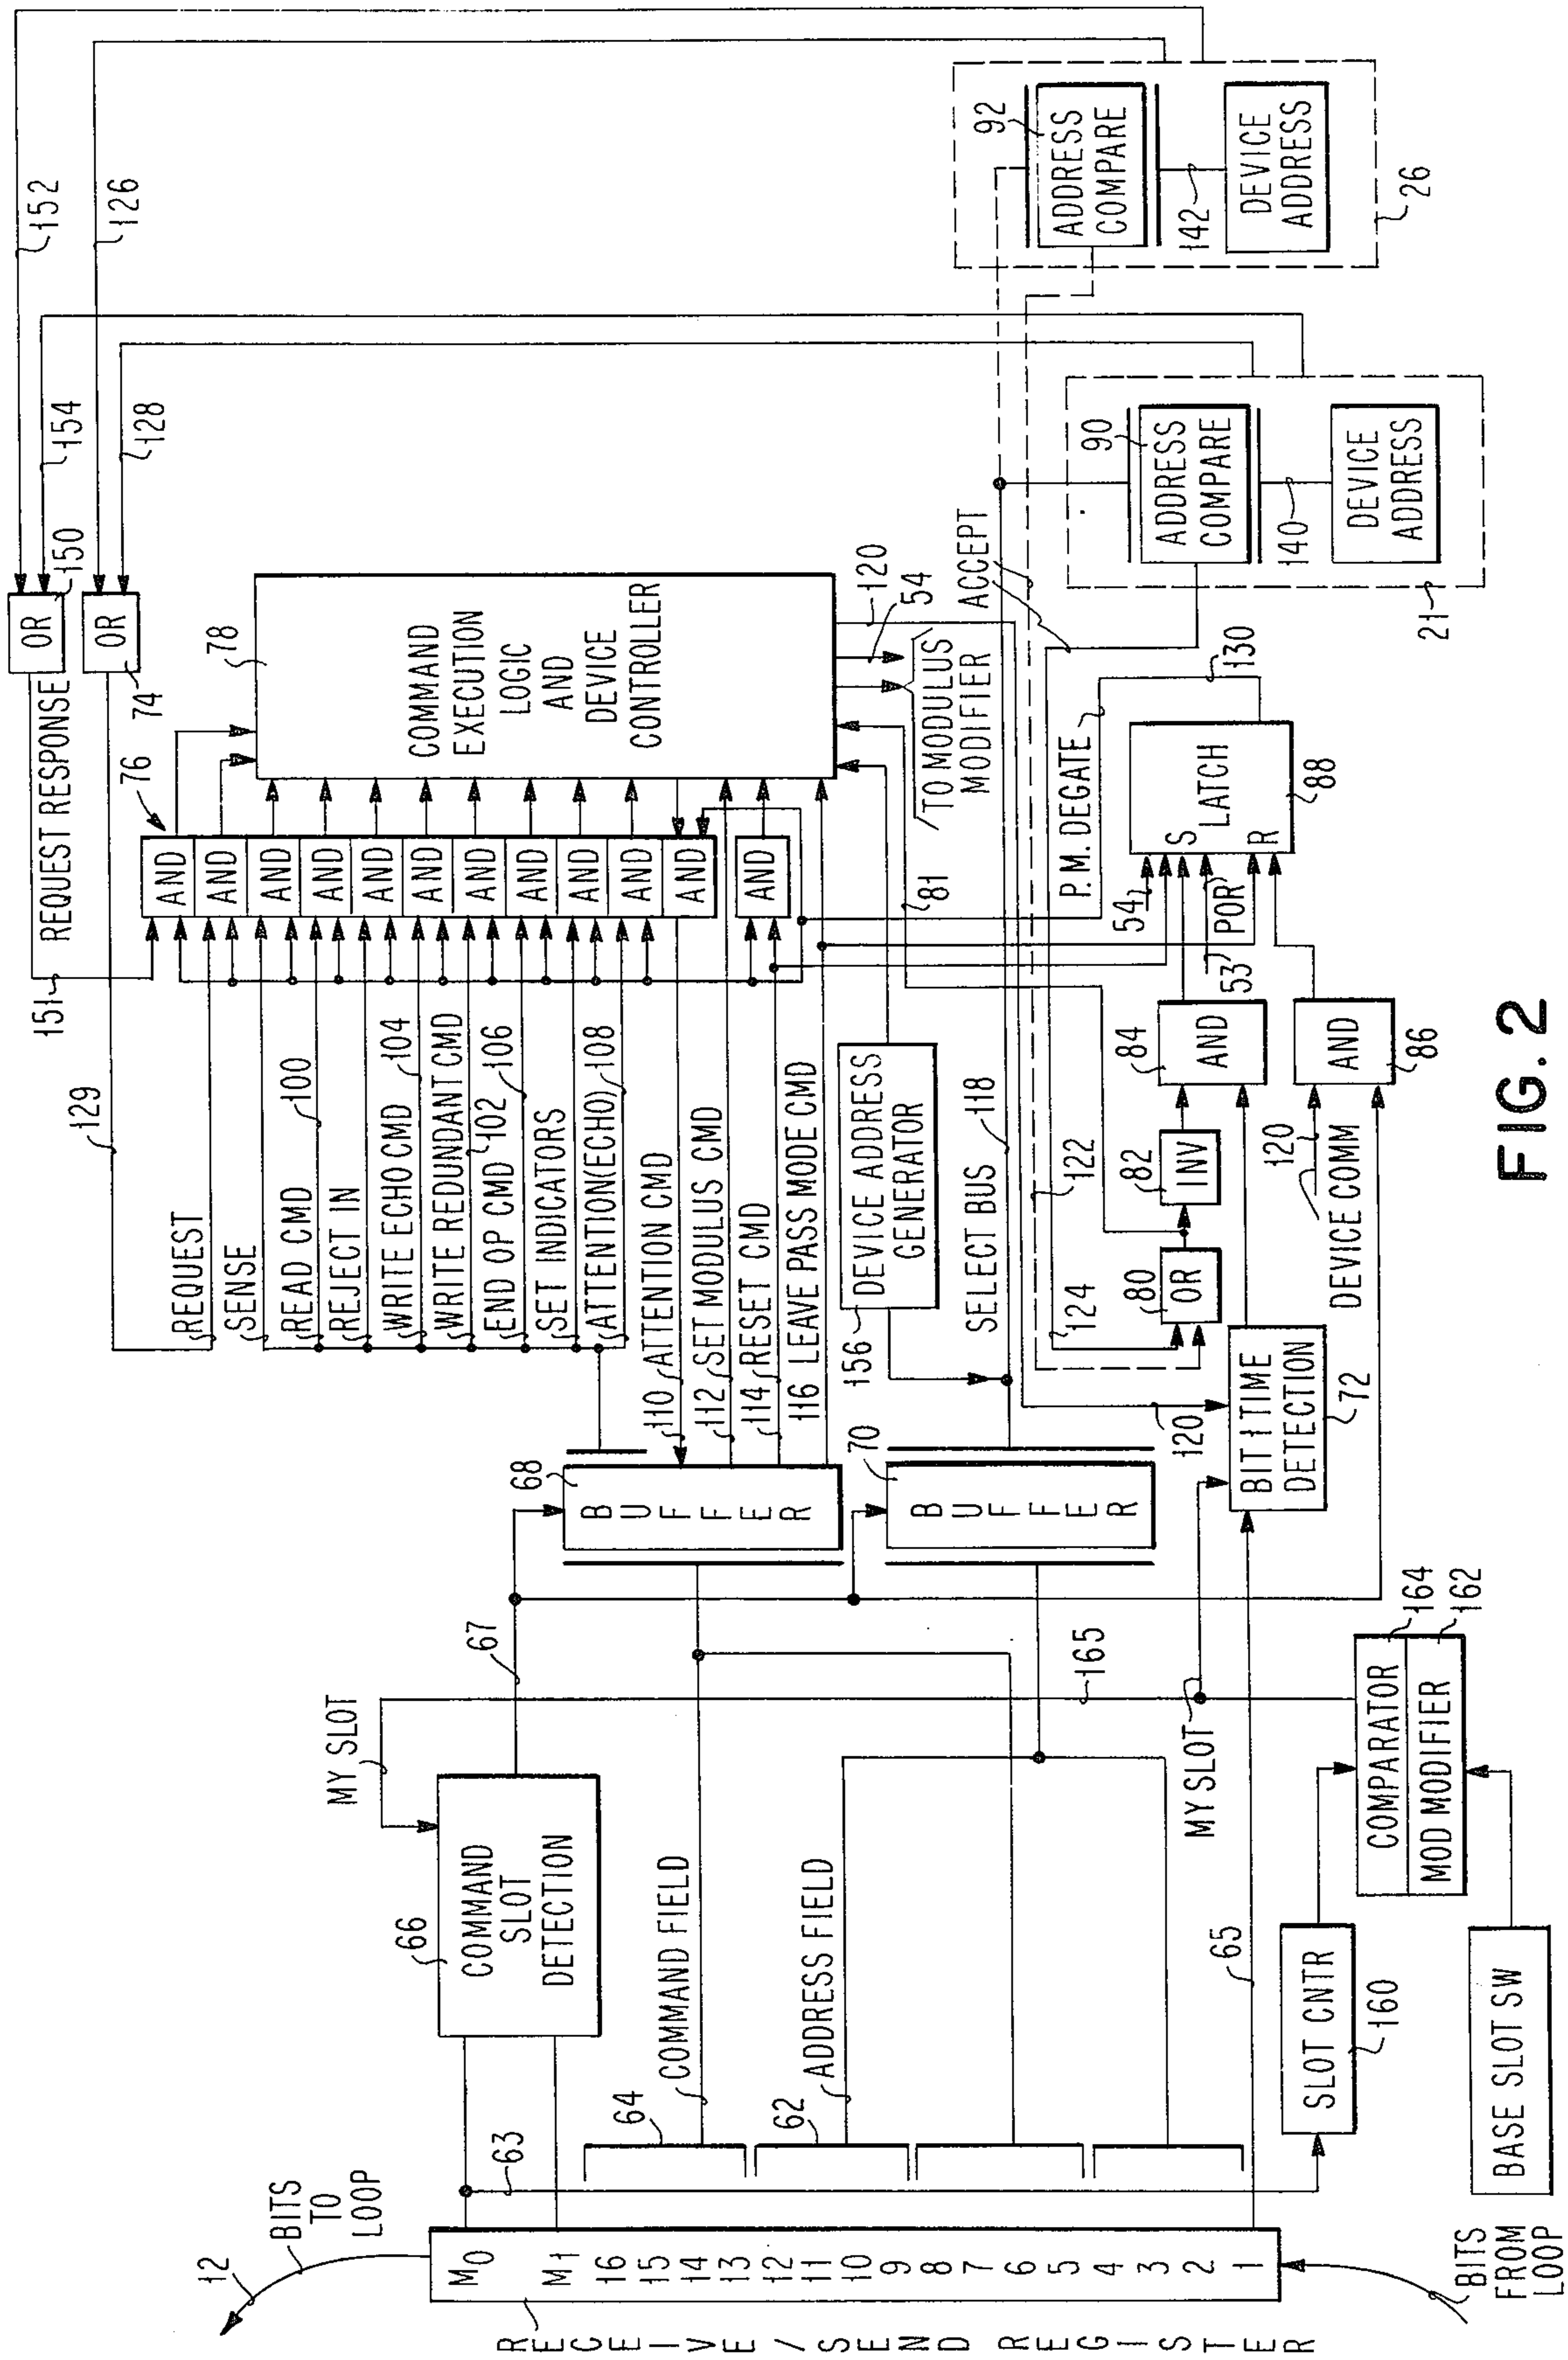 152
126
OR
150
154
128
REQUEST RESPONSE
OR
74
151
129
76
78
AND
AND
AND
AND
AND
AND
AND
AND
AND
AND
AND
AND
COMMAND
EXECUTION
LOGIC
AND
DEVICE
CONTROLLER
REQUEST
SENSE
READ CMD
100
REJECT IN
WRITE ECHO CMD
104
WRITE REDUNDANT CMD
102
END OP CMD
106
SET INDICATORS
ATTENTION(ECHO)
108
110 ATTENTION CMD
112 SET MODULUS CMD
114 RESET CMD
116 LEAVE PASS MODE CMD
81
120
54
TO MODULUS
MODIFIER
ACCEPT
92
ADDRESS
COMPARE
142
DEVICE
ADDRESS
26
90
ADDRESS
COMPARE
140
DEVICE
ADDRESS
21
156
DEVICE ADDRESS
GENERATOR
SELECT BUS
118
122
124
P.M. DEGATE
130
54
53
POR
S
LATCH
R
88
80
OR
82
INV
84
AND
AND
86
120
DEVICE COMM
120
BIT 1 TIME
DETECTION
72
MY SLOT
66
COMMAND
SLOT
DETECTION
67
68
BUFFER
70
BUFFER
165
MY SLOT
COMPARATOR
164
MOD MODIFIER
162
64
COMMAND FIELD
62
ADDRESS FIELD
63
65
SLOT CNTR
160
BASE SLOT SW
12
BITS
TO
LOOP
M0
M1
16
15
14
13
12
11
10
9
8
7
6
5
4
3
2
1
RECEIVE/SEND REGISTER
BITS
FROM
LOOP
FIG. 2